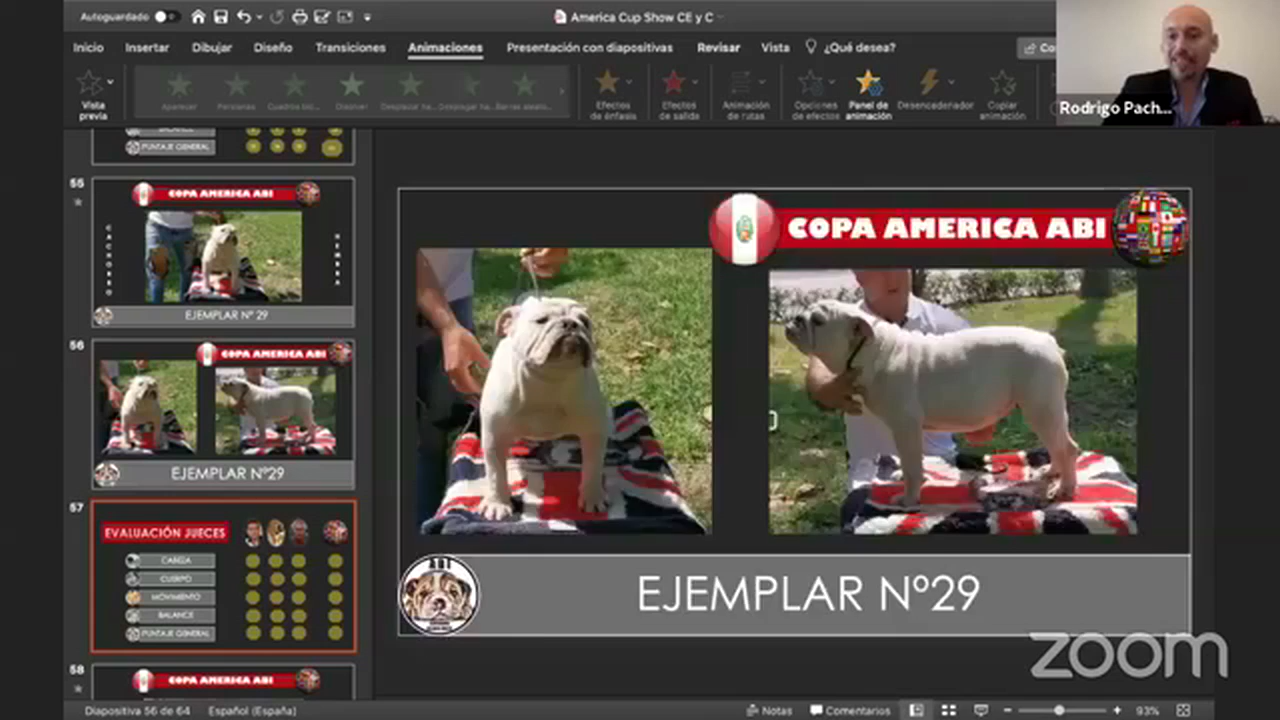 Autoguardado
America Cup Show CE y C
Inicio Insertar Dibujar Diseño Transiciones Animaciones Presentación con diapositivas Revisar Vista ¿Qué desea?
Vista previa
Aparecer
Efectos de énfasis
Efectos de salida
Animación de rutas
Opciones de efectos
Panel de animación
Desencadenador
Copiar animación
Rodrigo Pach...
PUNTAJE GENERAL
55
COPA AMERICA ABI
CACHORRO
HEMBRA
EJEMPLAR Nº 29
56
COPA AMERICA ABI
EJEMPLAR Nº29
57
EVALUACIÓN JUECES
CABEZA
CUERPO
MOVIMIENTO
BALANCE
PUNTAJE GENERAL
58
COPA AMERICA ABI
COPA AMERICA ABI
ABI
EJEMPLAR Nº29
zoom
Diapositiva 56 de 64 Español (España) Notas Comentarios 93%